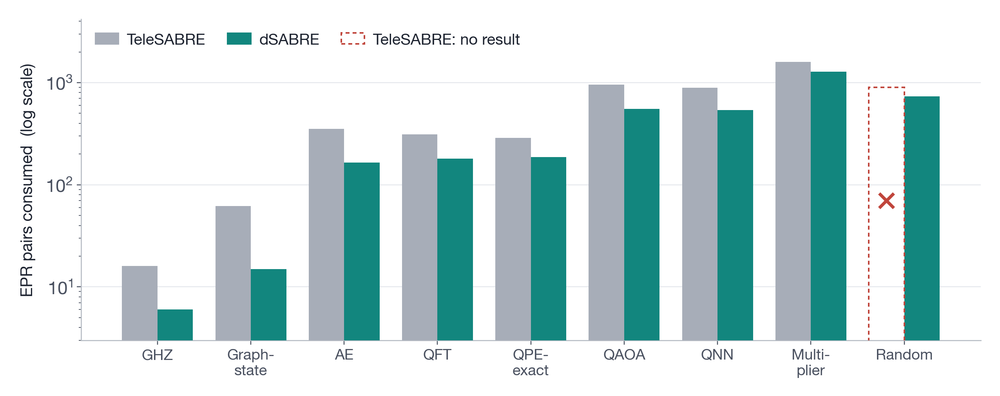 TeleSABRE
dSABRE
TeleSABRE: no result
EPR pairs consumed (log scale)
10³
10²
10¹
GHZ
Graph-
state
AE
QFT
QPE-
exact
QAOA
QNN
Multi-
plier
Random